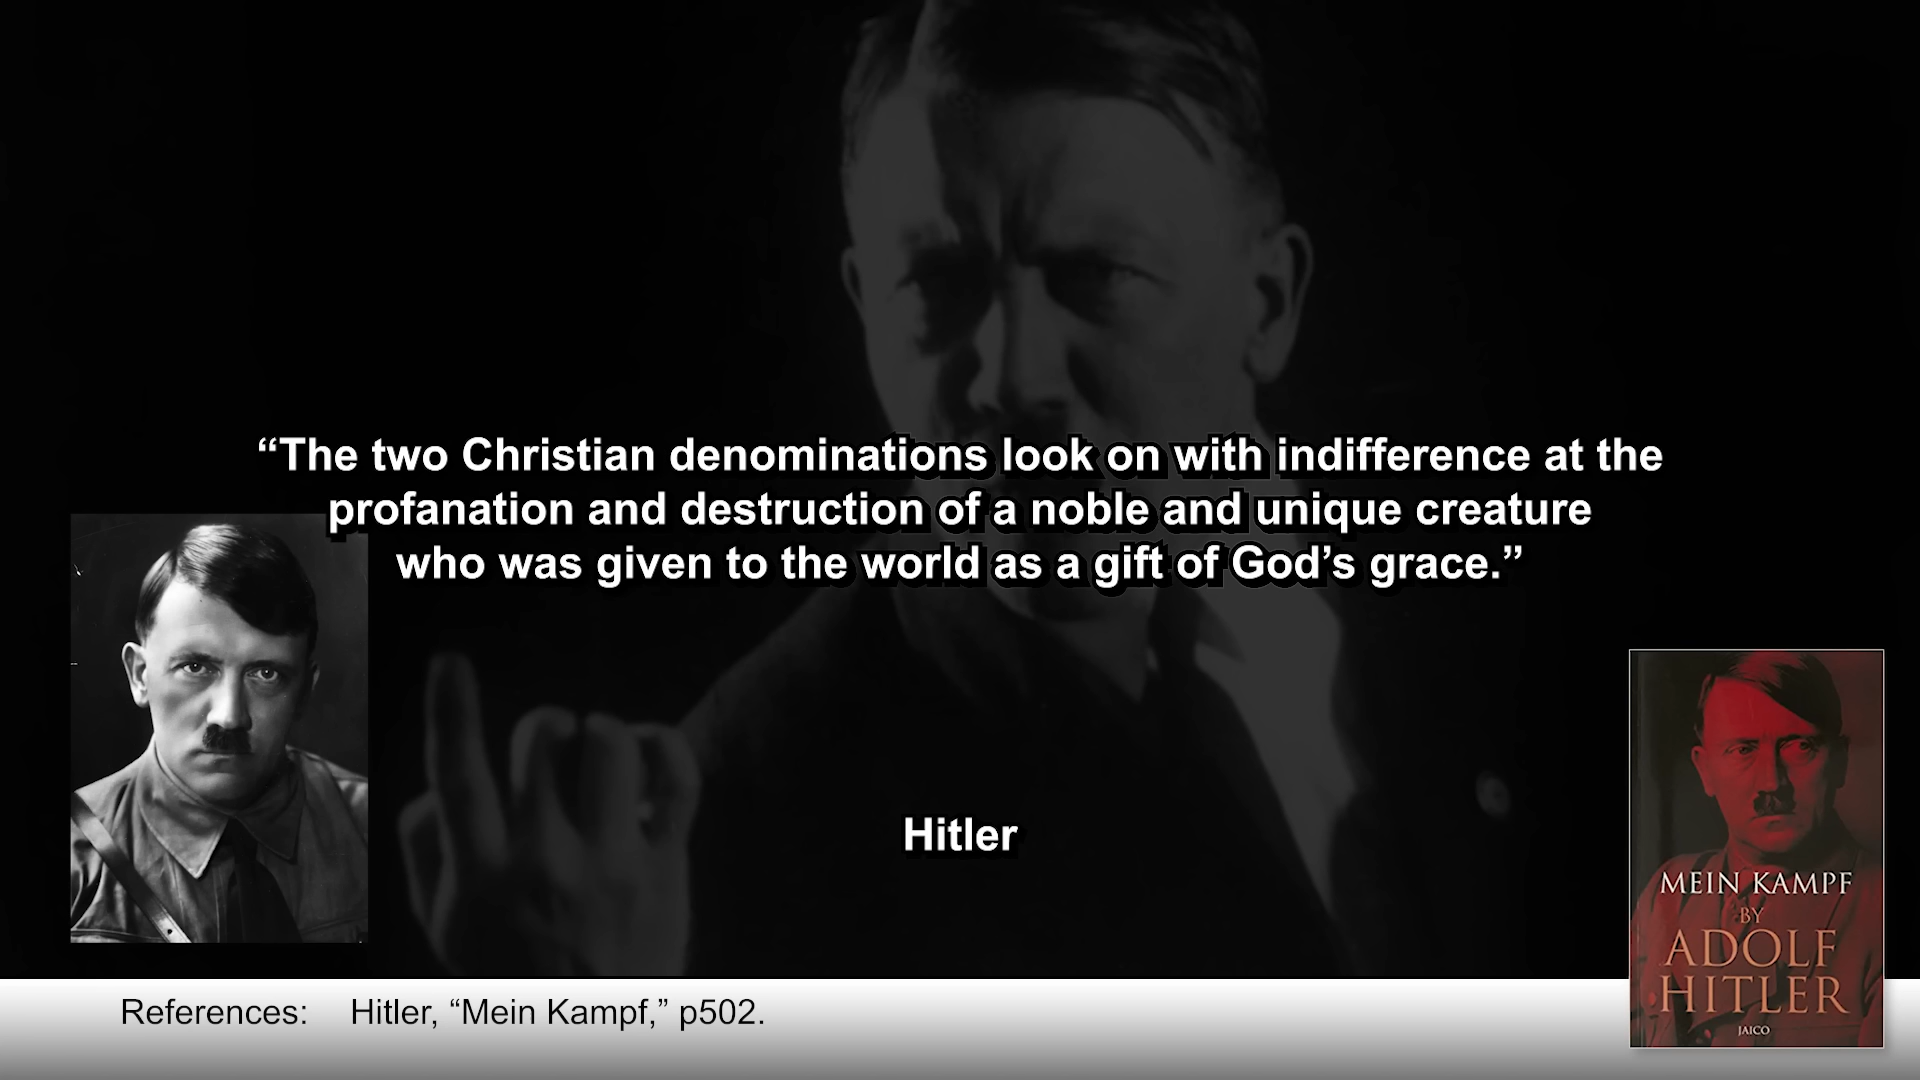 “The two Christian denominations look on with indifference at the
profanation and destruction of a noble and unique creature
who was given to the world as a gift of God’s grace.”
Hitler
MEIN KAMPF
BY
ADOLF
HITLER
JAICO
References: Hitler, “Mein Kampf,” p502.